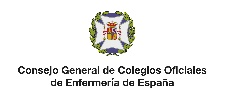 Consejo General de Colegios Oficiales
de Enfermería de España